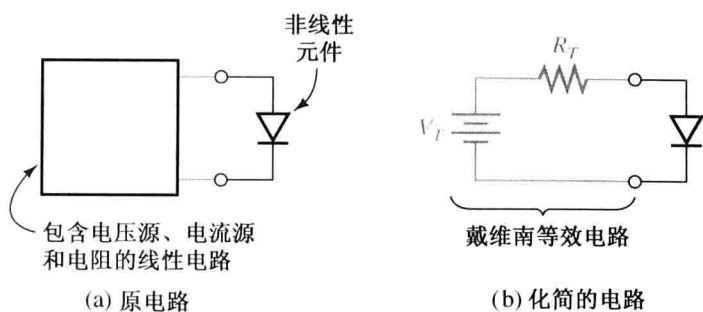 非线性
元件
包含电压源、电流源
和电阻的线性电路
(a) 原电路
R_T
V_T
戴维南等效电路
(b) 化简的电路